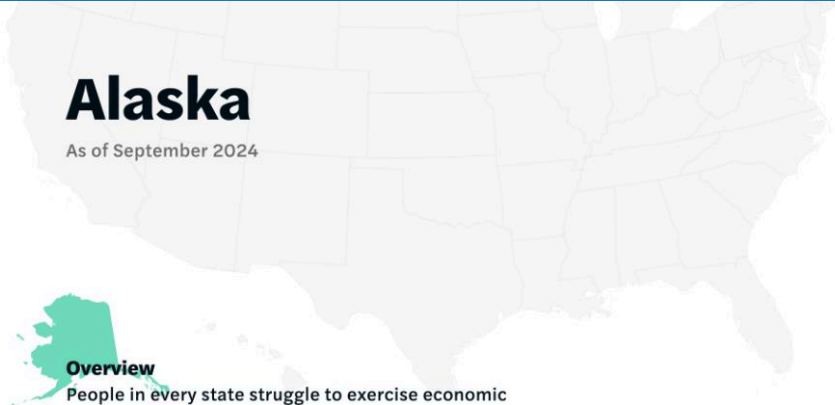 Alaska
As of September 2024
Overview
People in every state struggle to exercise economic